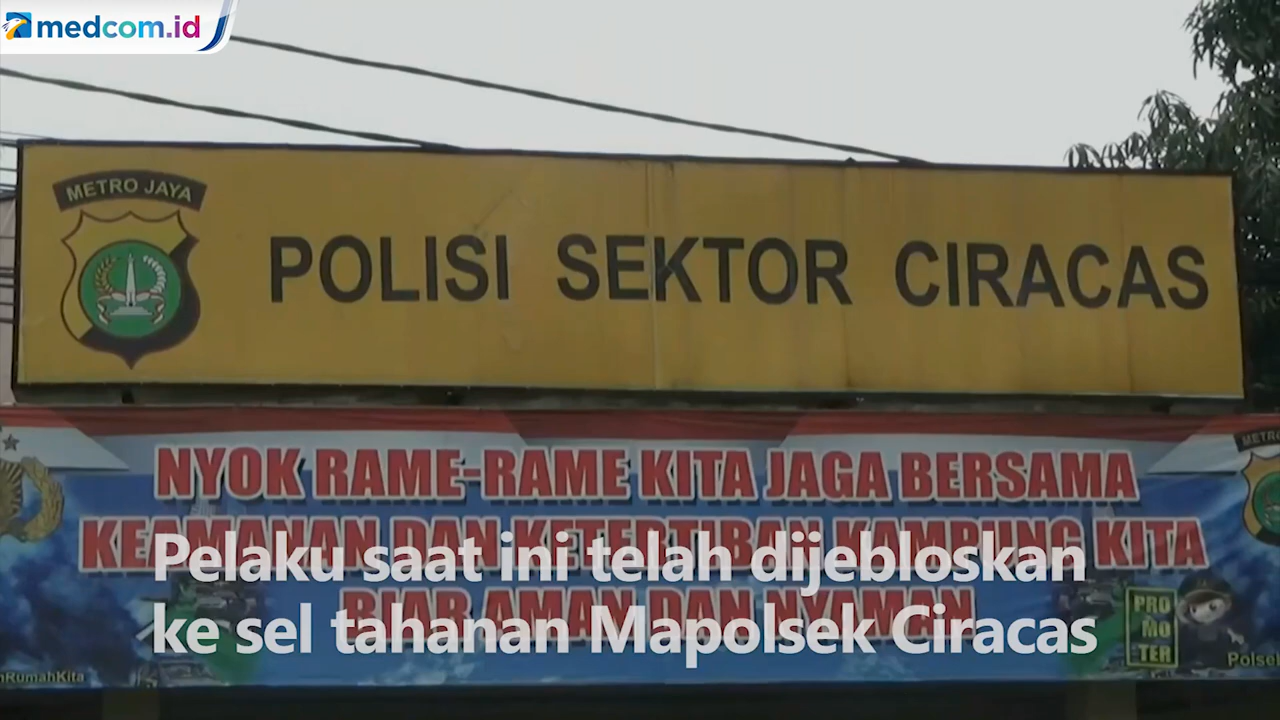 medcom.id
METRO JAYA
POLISI SEKTOR CIRACAS
NYOK RAME-RAME KITA JAGA BERSAMA
KEAMANAN DAN KETERTIBAN KAMPUNG KITA
BIAR AMAN DAN NYAMAN
Pelaku saat ini telah dijebloskan
ke sel tahanan Mapolsek Ciracas
PRO
MO
TER